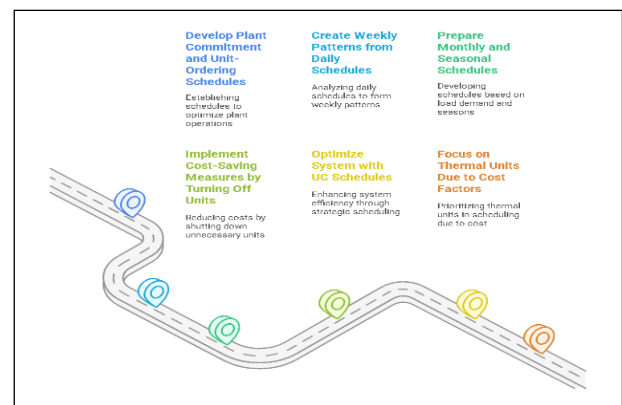 Develop Plant
Commitment
and Unit-
Ordering
Schedules
Establishing
schedules to
optimize plant
operations
Create Weekly
Patterns from
Daily
Schedules
Analyzing daily
schedules to form
weekly patterns
Prepare
Monthly and
Seasonal
Schedules
Developing
schedules based on
load demand and
seasons
Implement
Cost-Saving
Measures by
Turning Off
Units
Reducing costs by
shutting down
unnecessary units
Optimize
System with
UC Schedules
Enhancing system
efficiency through
strategic scheduling
Focus on
Thermal Units
Due to Cost
Factors
Prioritizing thermal
units in scheduling
due to cost